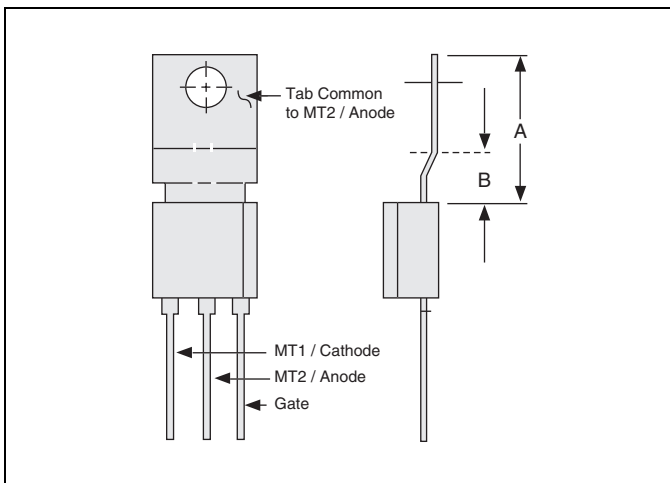 Tab Common
to MT2 / Anode
A
B
MT1 / Cathode
MT2 / Anode
Gate